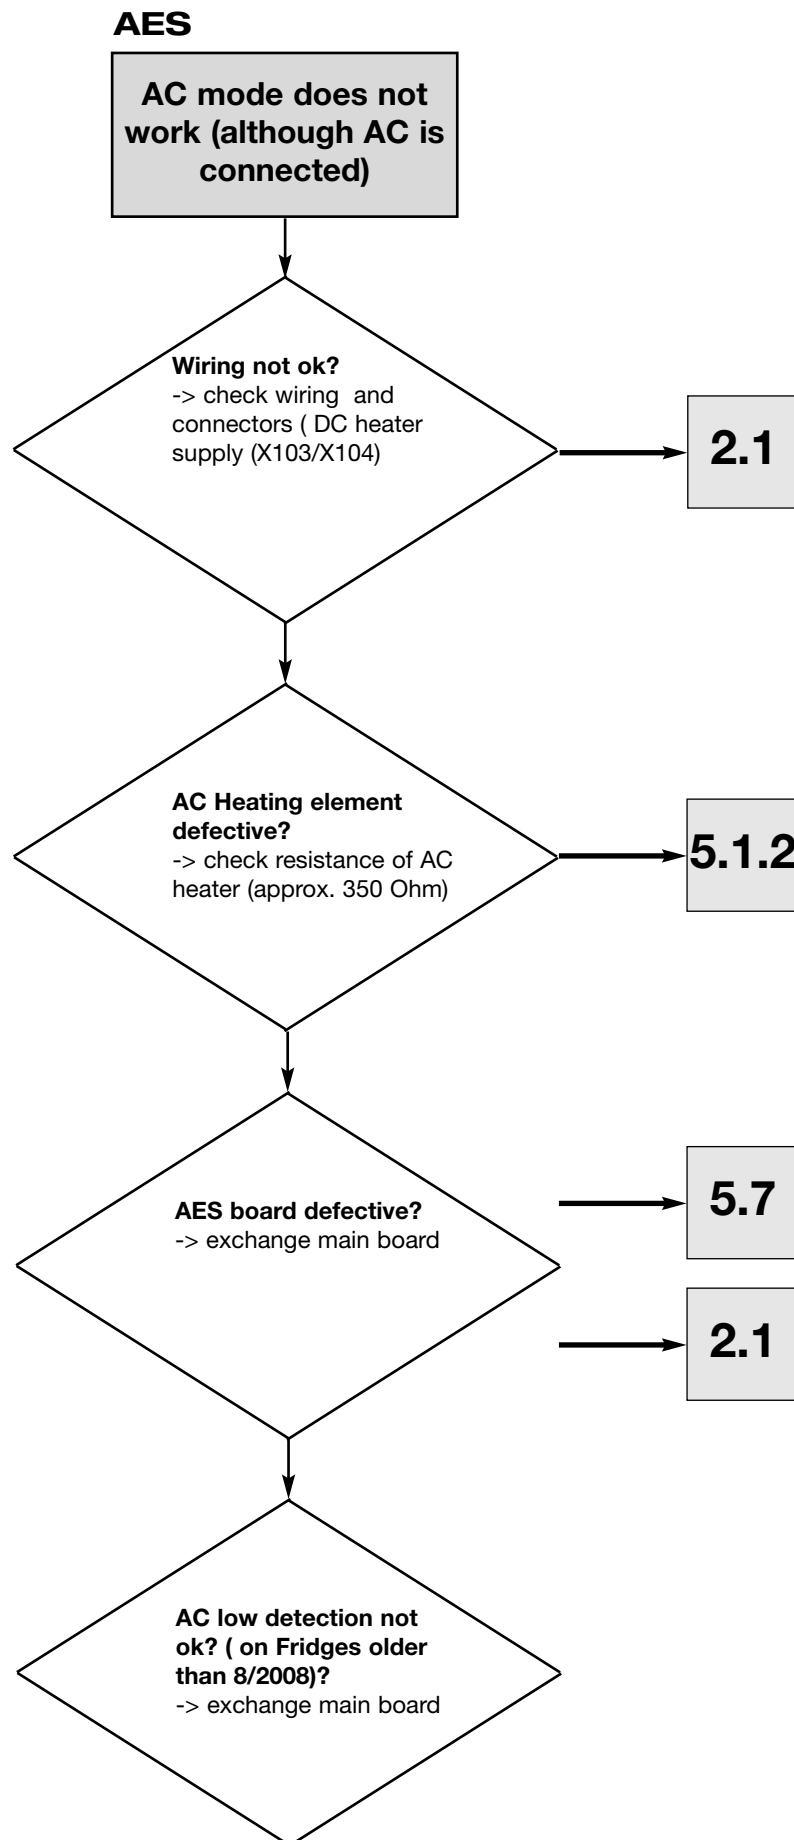 AES
AC mode does not
work (although AC is
connected)
Wiring not ok?
-> check wiring  and
connectors ( DC heater
supply (X103/X104)
2.1
AC Heating element
defective?
-> check resistance of AC
heater (approx. 350 Ohm)
5.1.2
AES board defective?
-> exchange main board
5.7
2.1
AC low detection not
ok? ( on Fridges older
than 8/2008)?
-> exchange main board